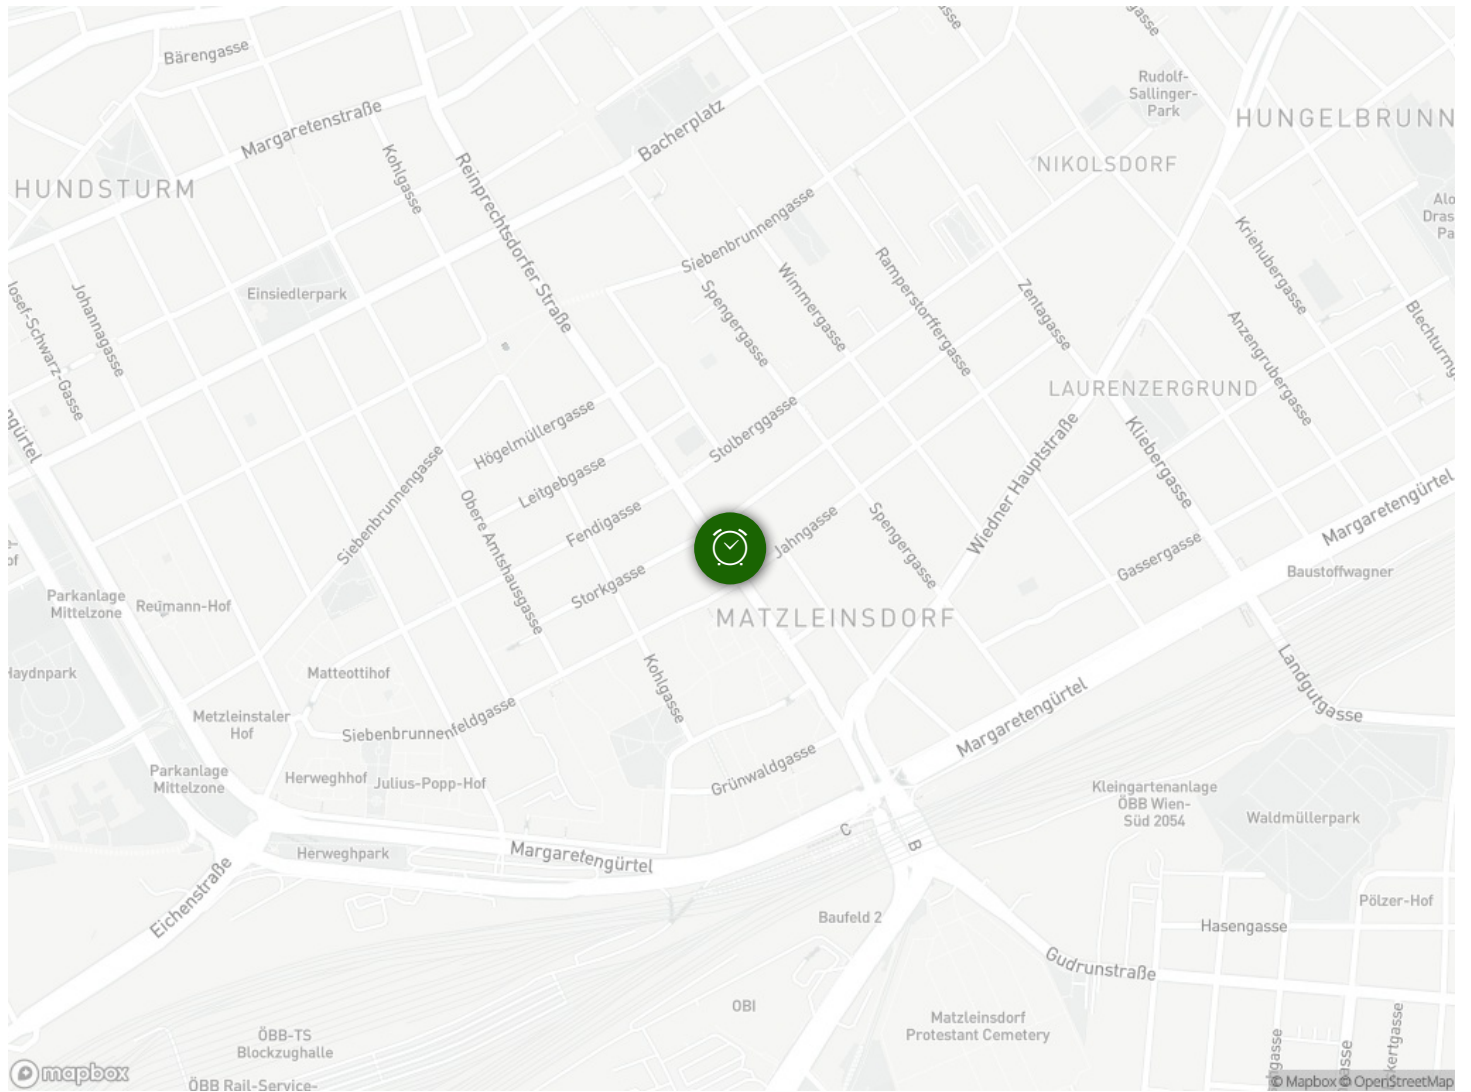 Bärengasse
Margaretenstraße
HUNDSTURM
Kohlgasse
Reinprechtsdorfer Straße
Bacherplatz
Rudolf-
Sallinger-
Park
HUNGELBRUNN
NIKOLSDORF
Siebenbrunnengasse
Kriehubergasse
Johannagasse
Josef-Schwarz-Gasse
Einsiedlerpark
Spengergasse
Wimmergasse
Ramperstorffergasse
Zentagasse
Anzengrubergasse
LAURENZERGRUND
Högelmüllergasse
Stolberggasse
Leitgebgasse
Siebenbrunnengasse
Obere Amtshausgasse
Fendigasse
Jahngasse
Spengergasse
Wiedner Hauptstraße
Kliebergasse
Margaretengürtel
Gassergasse
Baustoffwagner
Storkgasse
Parkanlage
Mittelzone
Reumann-Hof
MATZLEINSDORF
Haydnpark
Matteottihof
Kohlgasse
Landgutgasse
Metzleinstaler
Hof
Siebenbrunnenfeldgasse
Margaretengürtel
Parkanlage
Mittelzone
Herweghhof
Julius-Popp-Hof
Grünwaldgasse
Kleingartenanlage
ÖBB Wien-
Süd 2054
Waldmüllerpark
Herweghpark
Margaretengürtel
C
B
Eichenstraße
Baufeld 2
Pölzer-Hof
Hasengasse
Gudrunstraße
OBI
Matzleinsdorf
Protestant Cemetery
ÖBB-TS
Blockzughalle
ÖBB Rail-Service-
mapbox
© Mapbox © OpenStreetMap